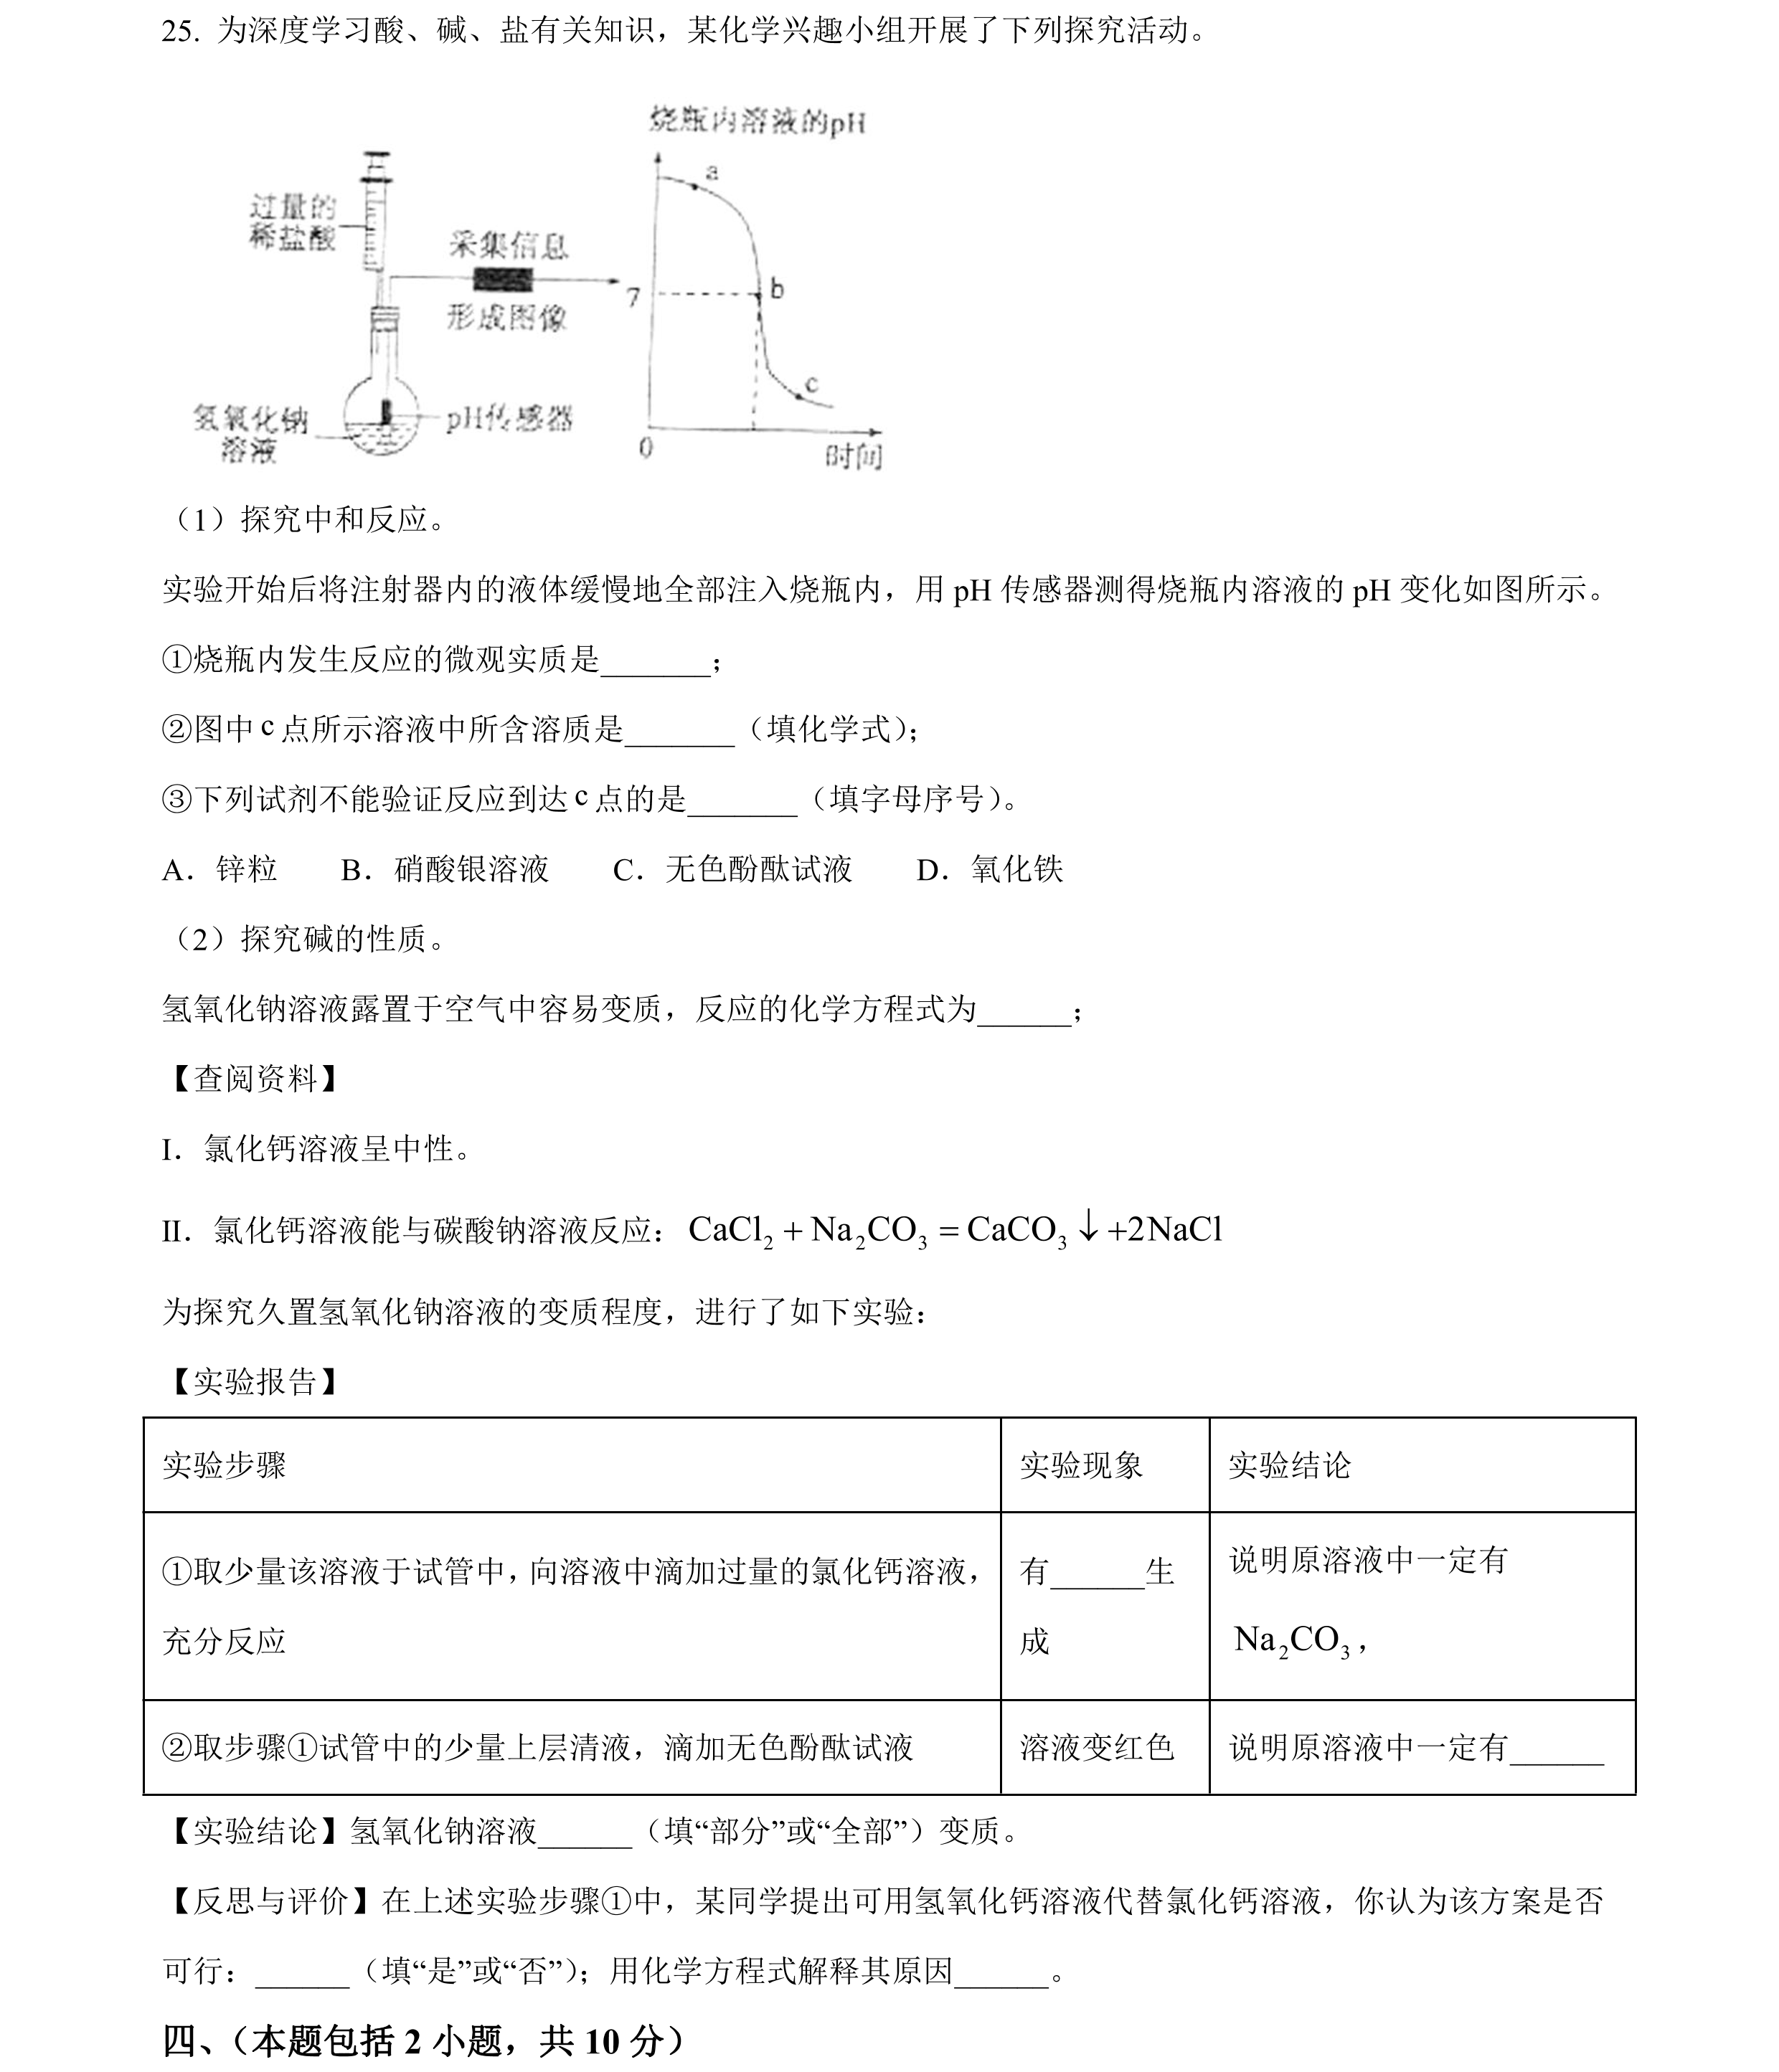 25. 为深度学习酸、碱、盐有关知识，某化学兴趣小组开展了下列探究活动。
烧瓶内溶液的pH
过量的
稀盐酸
采集信息
形成图像
氢氧化钠
溶液
pH传感器
a
7
b
c
0
时间
（1）探究中和反应。
实验开始后将注射器内的液体缓慢地全部注入烧瓶内，用 pH 传感器测得烧瓶内溶液的 pH 变化如图所示。
①烧瓶内发生反应的微观实质是_______；
②图中 c 点所示溶液中所含溶质是_______（填化学式）；
③下列试剂不能验证反应到达 c 点的是_______（填字母序号）。
A．锌粒 B．硝酸银溶液 C．无色酚酞试液 D．氧化铁
（2）探究碱的性质。
氢氧化钠溶液露置于空气中容易变质，反应的化学方程式为______；
【查阅资料】
I．氯化钙溶液呈中性。
II．氯化钙溶液能与碳酸钠溶液反应：CaCl₂ + Na₂CO₃ = CaCO₃↓+2NaCl
为探究久置氢氧化钠溶液的变质程度，进行了如下实验：
【实验报告】
实验步骤 实验现象 实验结论
①取少量该溶液于试管中，向溶液中滴加过量的氯化钙溶液，
充分反应
有______生
成
说明原溶液中一定有
Na₂CO₃，
②取步骤①试管中的少量上层清液，滴加无色酚酞试液 溶液变红色 说明原溶液中一定有______
【实验结论】氢氧化钠溶液______（填“部分”或“全部”）变质。
【反思与评价】在上述实验步骤①中，某同学提出可用氢氧化钙溶液代替氯化钙溶液，你认为该方案是否
可行：______（填“是”或“否”）；用化学方程式解释其原因______。
四、（本题包括 2 小题，共 10 分）